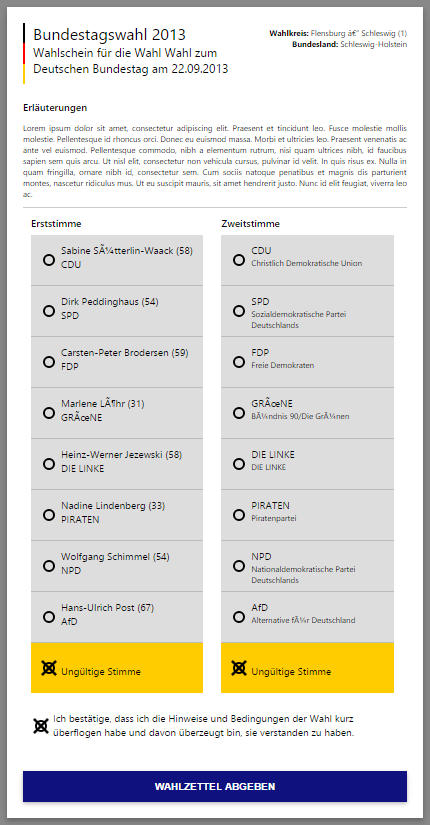 Bundestagswahl 2013
Wahlschein für die Wahl Wahl zum
Deutschen Bundestag am 22.09.2013
Wahlkreis: Flensburg â€“ Schleswig (1)
Bundesland: Schleswig-Holstein
Erläuterungen
Lorem ipsum dolor sit amet, consectetur adipiscing elit. Praesent et tincidunt leo. Fusce molestie mollis
molestie. Pellentesque id rhoncus orci. Donec eu euismod massa. Morbi et ultricies leo. Praesent venenatis ac
ante vel euismod. Pellentesque commodo, nibh a elementum rutrum, nisi quam ultrices nibh, id faucibus
sapien sem quis arcu. Ut nisl elit, consectetur non vehicula cursus, pulvinar id velit. In quis risus ex. Nulla in
quam fringilla, ornare nibh id, consectetur sem. Cum sociis natoque penatibus et magnis dis parturient
montes, nascetur ridiculus mus. Ut eu suscipit mauris, sit amet hendrerit justo. Nunc id elit feugiat, viverra leo
ac.
Erststimme
Sabine SÃ¼tterlin-Waack (58)
CDU
Dirk Peddinghaus (54)
SPD
Carsten-Peter Brodersen (59)
FDP
Marlene LÃ¶hr (31)
GRÃœNE
Heinz-Werner Jezewski (58)
DIE LINKE
Nadine Lindenberg (33)
PIRATEN
Wolfgang Schimmel (54)
NPD
Hans-Ulrich Post (67)
AfD
Ungültige Stimme
Zweitstimme
CDU
Christlich Demokratische Union
SPD
Sozialdemokratische Partei
Deutschlands
FDP
Freie Demokraten
GRÃœNE
BÃ¼ndnis 90/Die GrÃ¼nen
DIE LINKE
DIE LINKE
PIRATEN
Piratenpartei
NPD
Nationaldemokratische Partei
Deutschlands
AfD
Alternative fÃ¼r Deutschland
Ungültige Stimme
Ich bestätige, dass ich die Hinweise und Bedingungen der Wahl kurz
überflogen habe und davon überzeugt bin, sie verstanden zu haben.
WAHLZETTEL ABGEBEN